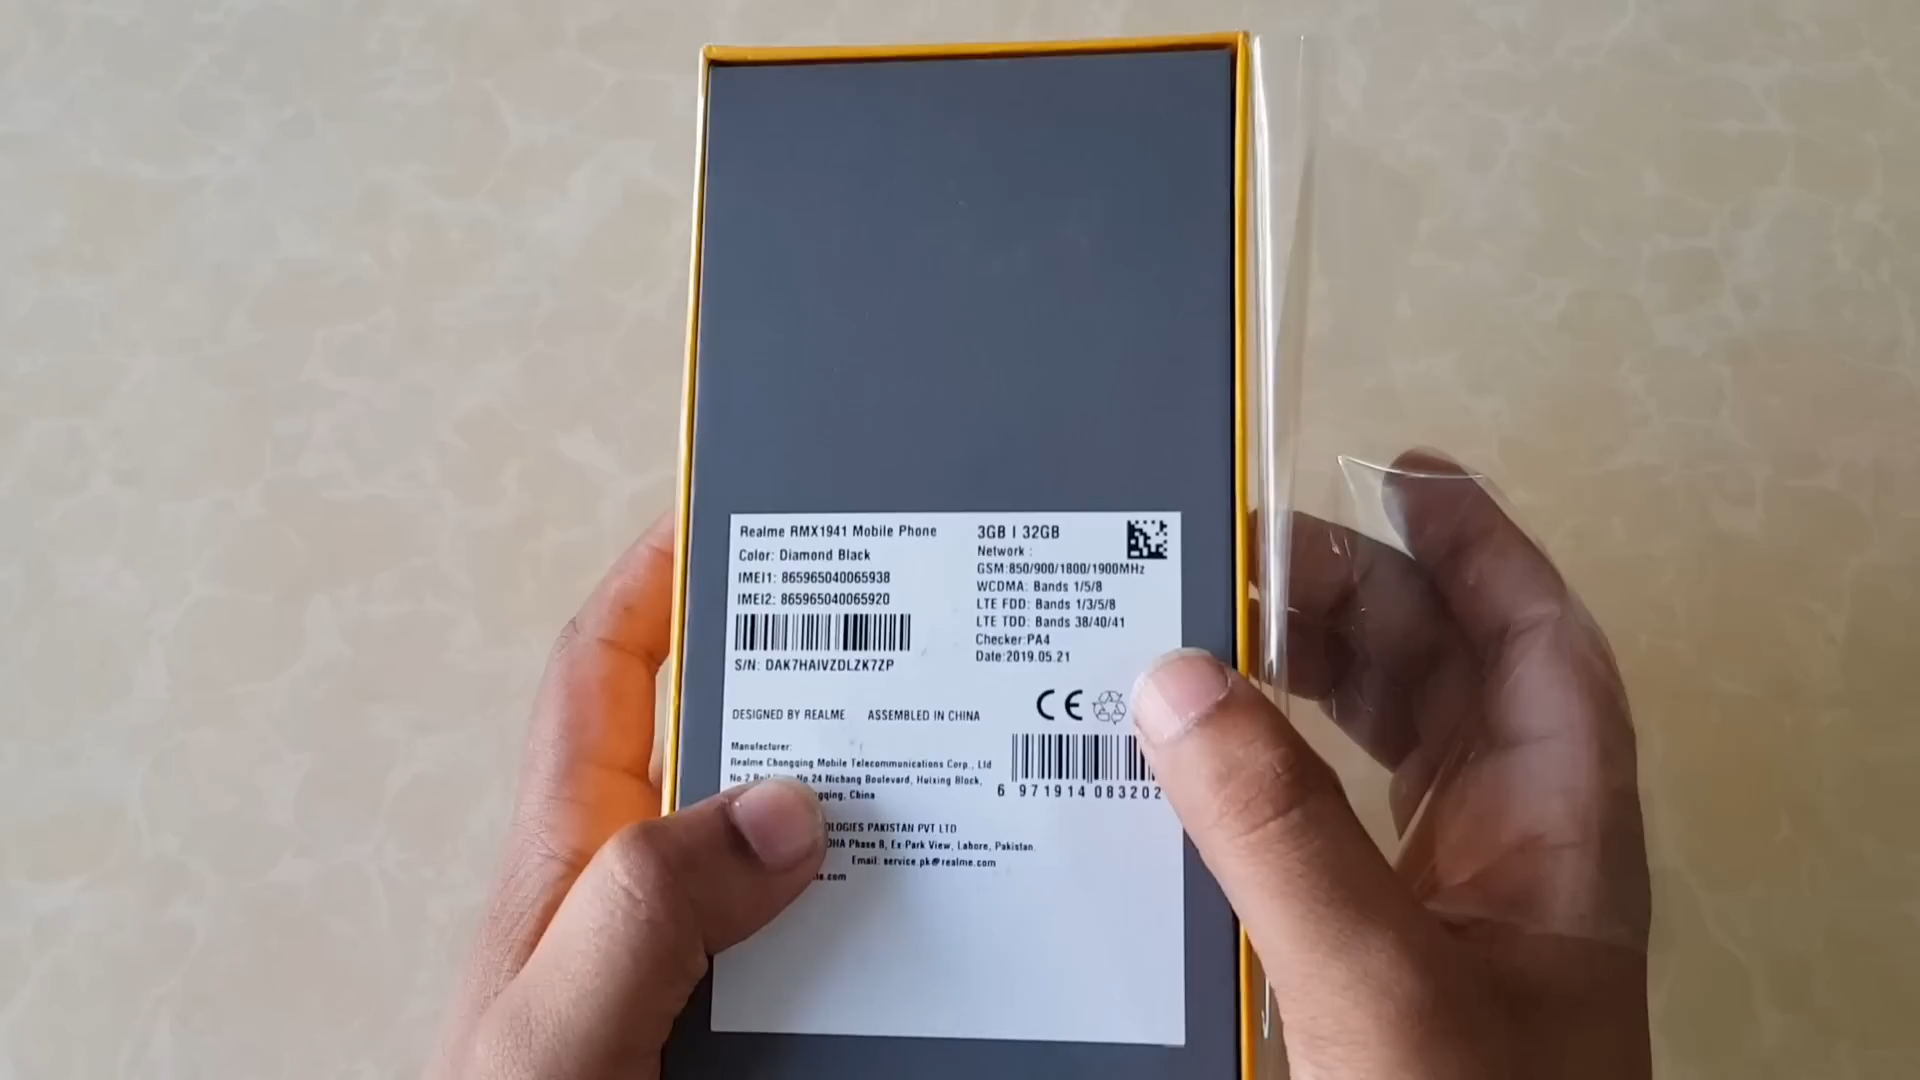 Realme RMX1941 Mobile Phone
Color: Diamond Black
IMEI1: 865965040065938
IMEI2: 865965040065920
S/N: DAK7HAIVZDLZK7ZP
3GB | 32GB
Network :
GSM:850/900/1800/1900MHz
WCDMA: Bands 1/5/8
LTE FDD: Bands 1/3/5/8
LTE TDD: Bands 38/40/41
Checker:PA4
Date:2019.05.21
DESIGNED BY REALME ASSEMBLED IN CHINA
CE
Manufacturer:
Realme Chongqing Mobile Telecommunications Corp., Ltd
No.2 No.24 Nichang Boulevard, Huixing Block,
China
6 971914 083202
PAKISTAN PVT LTD
DHA Phase 8, Ex-Park View, Lahore, Pakistan.
Email: service.pk@realme.com